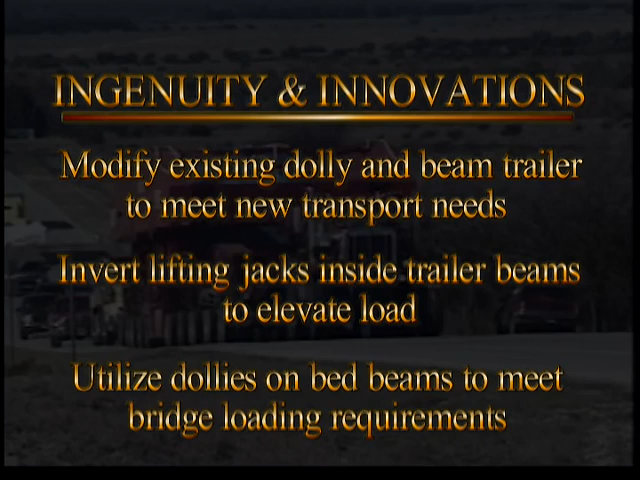 INGENUITY & INNOVATIONS
Modify existing dolly and beam trailer
to meet new transport needs
Invert lifting jacks inside trailer beams
to elevate load
Utilize dollies on bed beams to meet
bridge loading requirements